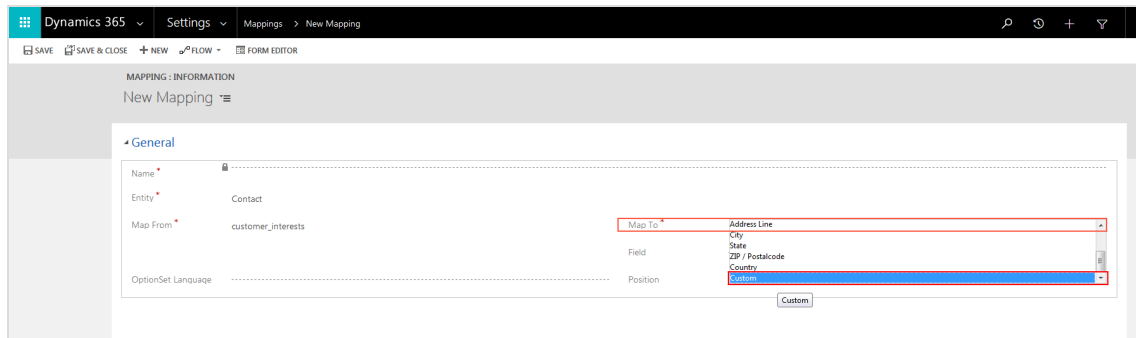 Dynamics 365 Settings Mappings > New Mapping
SAVE SAVE & CLOSE NEW FLOW FORM EDITOR
MAPPING : INFORMATION
New Mapping
General
Name *
Entity * Contact
Map From * customer_interests Map To * Address Line
City
State
Field
ZIP / Postalcode
Country
OptionSet Language Position Custom
Custom